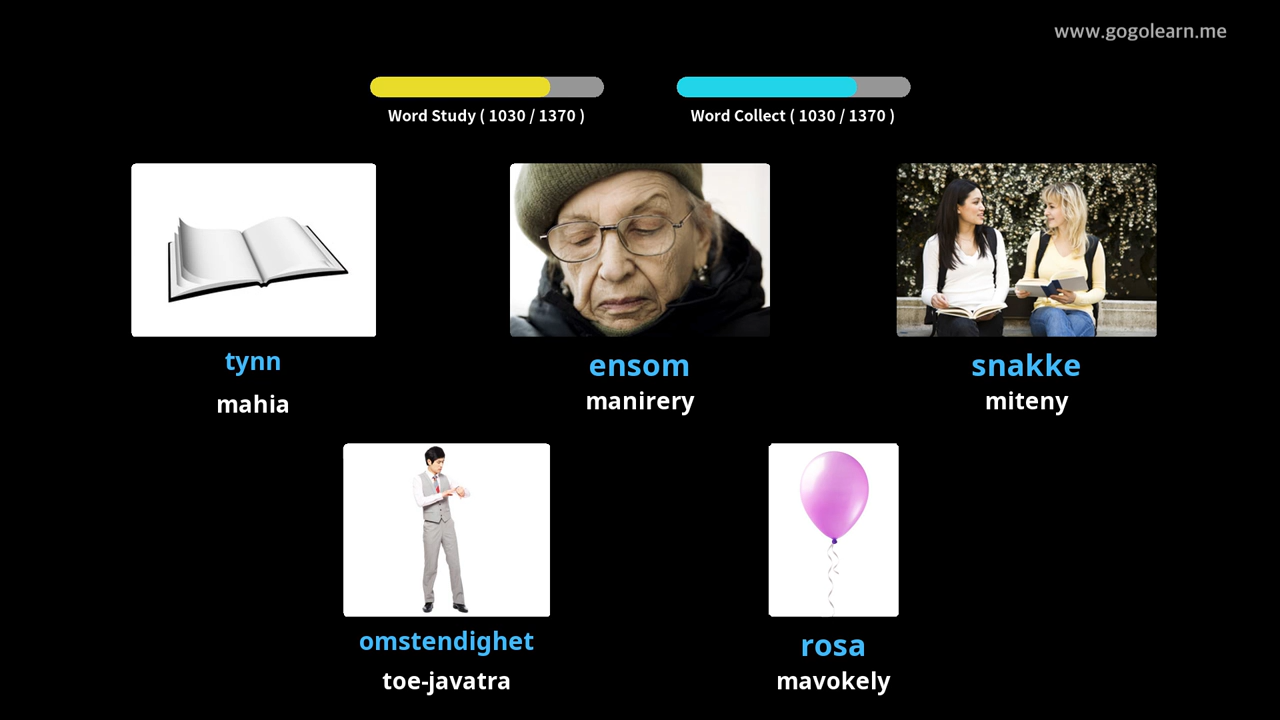 www.gogolearn.me
Word Study ( 1030 / 1370 )
Word Collect ( 1030 / 1370 )
tynn
mahia
ensom
manirery
snakke
miteny
omstendighet
toe-javatra
rosa
mavokely